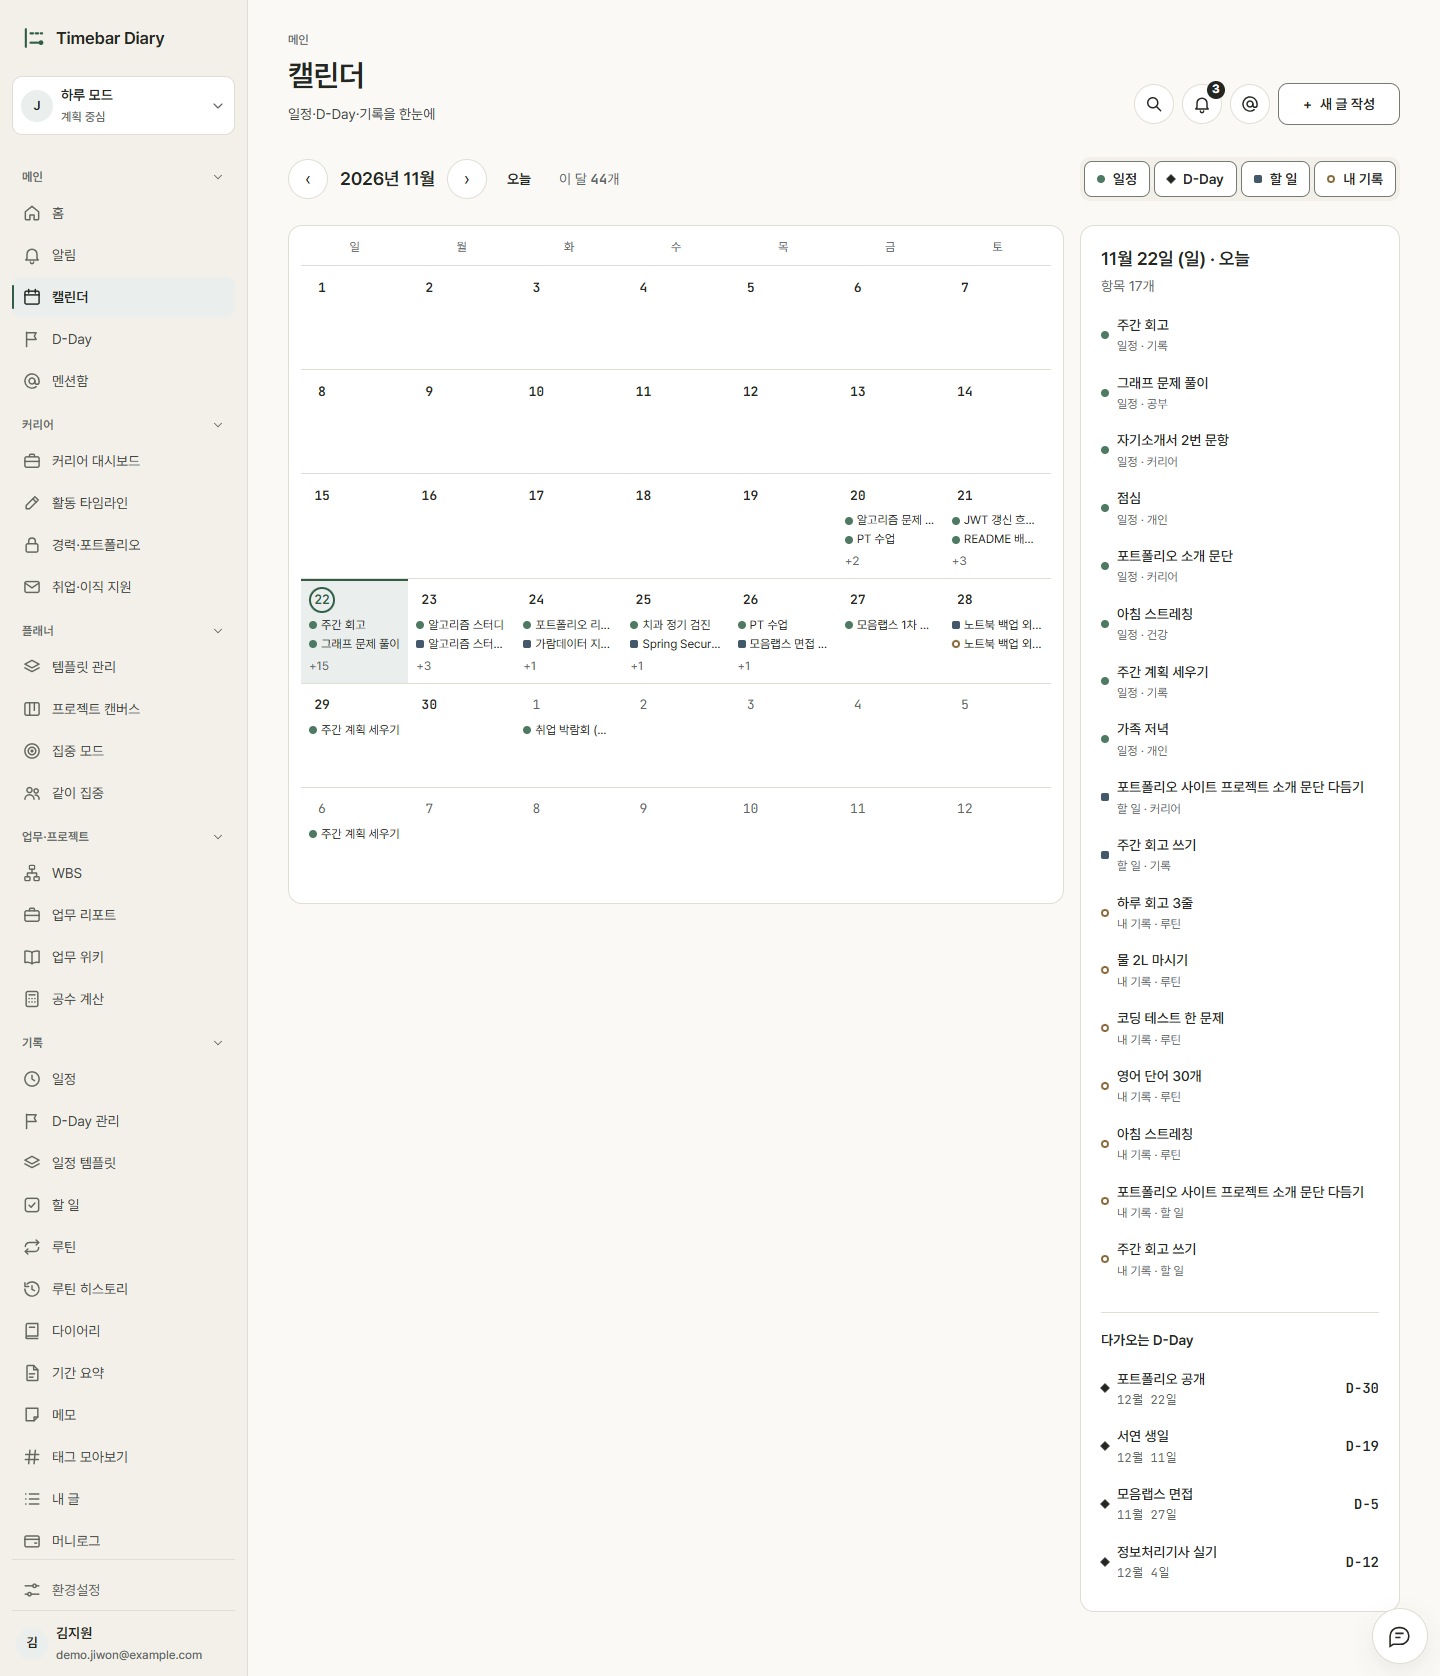 Timebar Diary
J
하루 모드
계획 중심
메인
홈
알림
캘린더
D-Day
멘션함
커리어
커리어 대시보드
활동 타임라인
경력·포트폴리오
취업·이직 지원
플래너
템플릿 관리
프로젝트 캔버스
집중 모드
같이 집중
업무·프로젝트
WBS
업무 리포트
업무 위키
공수 계산
기록
일정
D-Day 관리
일정 템플릿
할 일
루틴
루틴 히스토리
다이어리
기간 요약
메모
태그 모아보기
내 글
머니로그
환경설정
김
김지원
demo.jiwon@example.com
메인
캘린더
일정·D-Day·기록을 한눈에
3
+ 새 글 작성
‹ 2026년 11월 › 오늘 이 달 44개
일정 D-Day 할 일 내 기록
일 월 화 수 목 금 토
1 2 3 4 5 6 7
8 9 10 11 12 13 14
15 16 17 18 19 20 21
알고리즘 문제 ... JWT 갱신 흐...
PT 수업 README 배...
+2 +3
22 23 24 25 26 27 28
주간 회고 알고리즘 스터디 포트폴리오 리... 치과 정기 검진 PT 수업 모음랩스 1차 ... 노트북 백업 외...
그래프 문제 풀이 알고리즘 스터... 가람데이터 지... Spring Secur... 모음랩스 면접 ... 노트북 백업 외...
+15 +3 +1 +1 +1
29 30 1 2 3 4 5
주간 계획 세우기 취업 박람회 (...
6 7 8 9 10 11 12
주간 계획 세우기
11월 22일 (일) · 오늘
항목 17개
주간 회고
일정 · 기록
그래프 문제 풀이
일정 · 공부
자기소개서 2번 문항
일정 · 커리어
점심
일정 · 개인
포트폴리오 소개 문단
일정 · 커리어
아침 스트레칭
일정 · 건강
주간 계획 세우기
일정 · 기록
가족 저녁
일정 · 개인
포트폴리오 사이트 프로젝트 소개 문단 다듬기
할 일 · 커리어
주간 회고 쓰기
할 일 · 기록
하루 회고 3줄
내 기록 · 루틴
물 2L 마시기
내 기록 · 루틴
코딩 테스트 한 문제
내 기록 · 루틴
영어 단어 30개
내 기록 · 루틴
아침 스트레칭
내 기록 · 루틴
포트폴리오 사이트 프로젝트 소개 문단 다듬기
내 기록 · 할 일
주간 회고 쓰기
내 기록 · 할 일
다가오는 D-Day
포트폴리오 공개 D-30
12월 22일
서연 생일 D-19
12월 11일
모음랩스 면접 D-5
11월 27일
정보처리기사 실기 D-12
12월 4일